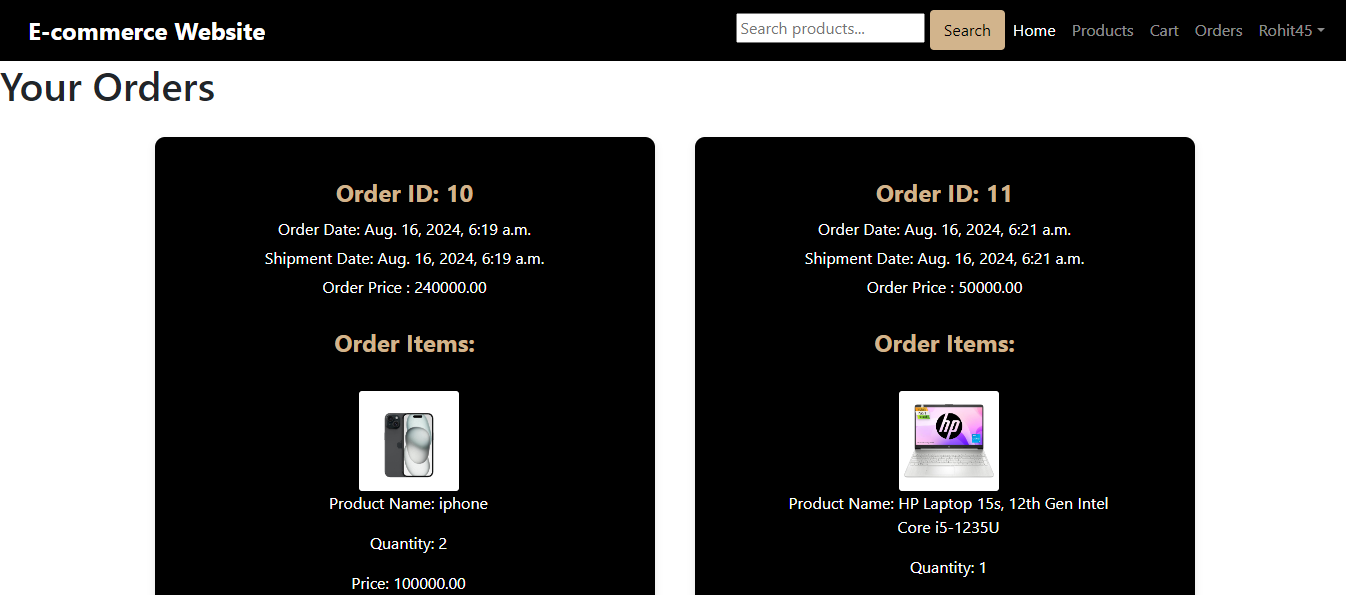 E-commerce Website
Search products...
Search
Home
Products
Cart
Orders
Rohit45
Your Orders
Order ID: 10
Order Date: Aug. 16, 2024, 6:19 a.m.
Shipment Date: Aug. 16, 2024, 6:19 a.m.
Order Price : 240000.00
Order Items:
Product Name: iphone
Quantity: 2
Price: 100000.00
Order ID: 11
Order Date: Aug. 16, 2024, 6:21 a.m.
Shipment Date: Aug. 16, 2024, 6:21 a.m.
Order Price : 50000.00
Order Items:
hp
Product Name: HP Laptop 15s, 12th Gen Intel
Core i5-1235U
Quantity: 1